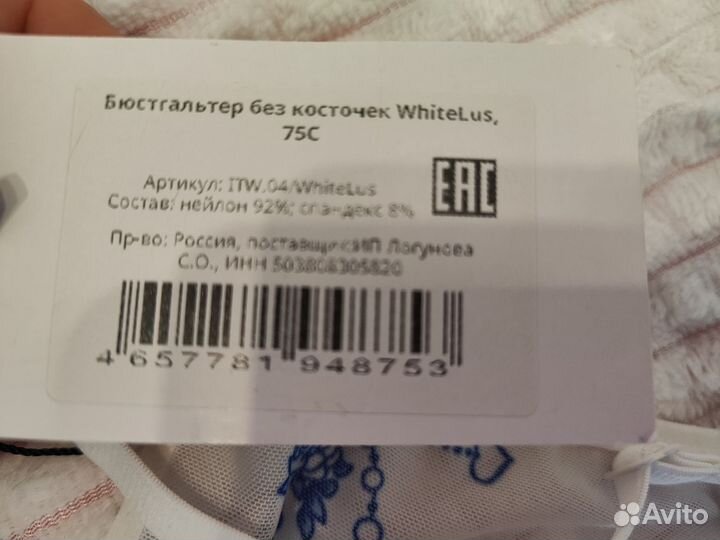 Бюстгальтер без косточек WhiteLus,
75C
Артикул: ITW.04/WhiteLus
Состав: нейлон 92%; спандекс 8%
EAC
Пр-во: Россия, поставщик:ИП Логунова
С.О., ИНН 503806305820
4 657781 948753
Avito